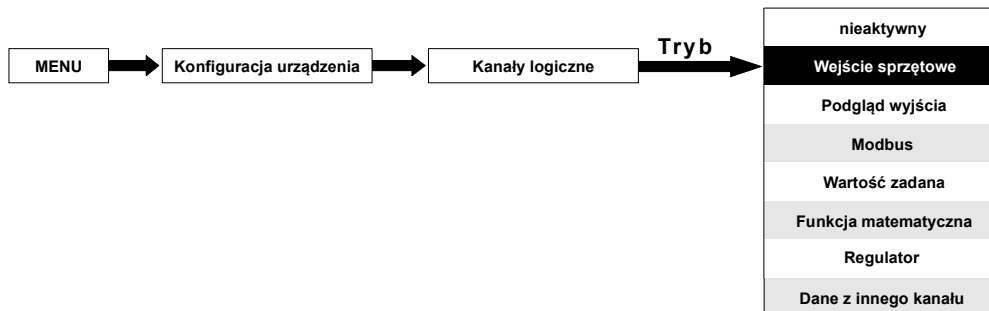 MENU
Konfiguracja urządzenia
Kanały logiczne
Tryb
nieaktywny
Wejście sprzętowe
Podgląd wyjścia
Modbus
Wartość zadana
Funkcja matematyczna
Regulator
Dane z innego kanału